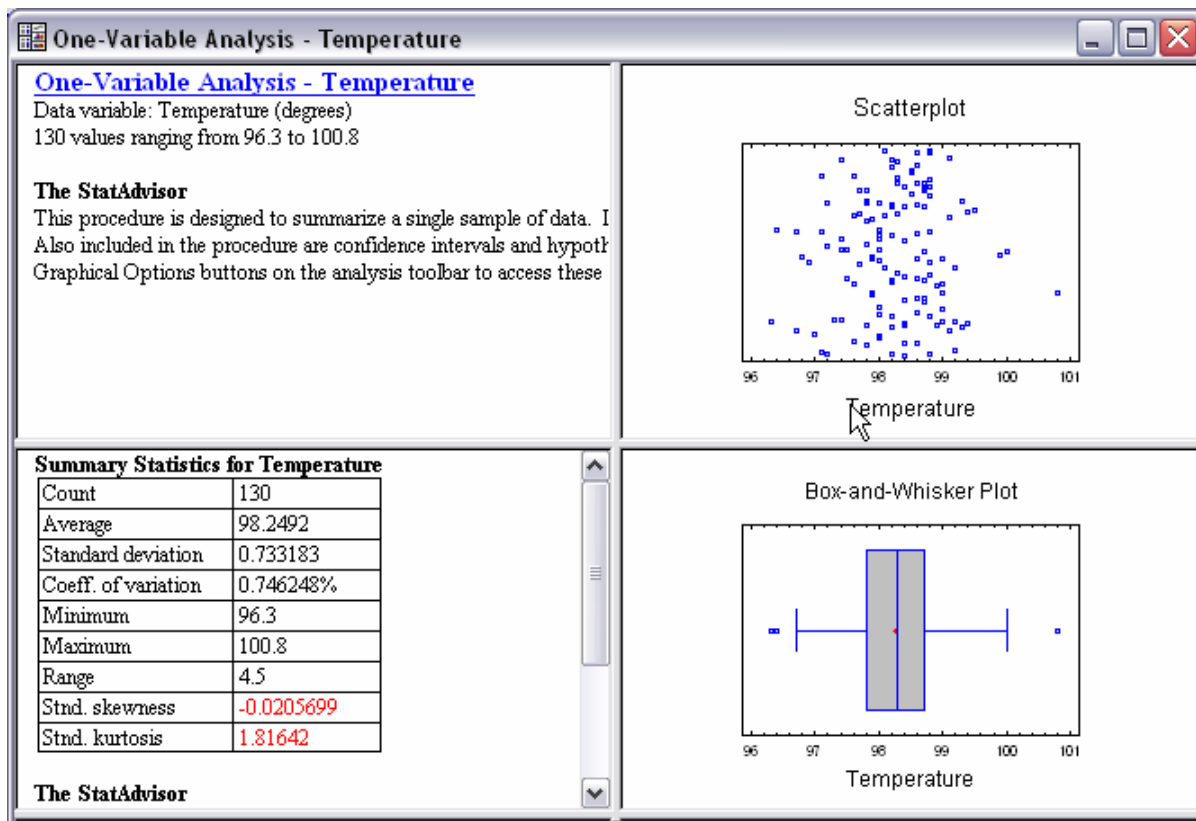 One-Variable Analysis - Temperature
One-Variable Analysis - Temperature
Data variable: Temperature (degrees)
130 values ranging from 96.3 to 100.8
The StatAdvisor
This procedure is designed to summarize a single sample of data. I
Also included in the procedure are confidence intervals and hypoth
Graphical Options buttons on the analysis toolbar to access these
Scatterplot
96 97 98 99 100 101
Temperature
Summary Statistics for Temperature
Count 130
Average 98.2492
Standard deviation 0.733183
Coeff. of variation 0.746248%
Minimum 96.3
Maximum 100.8
Range 4.5
Stnd. skewness -0.0205699
Stnd. kurtosis 1.81642
The StatAdvisor
Box-and-Whisker Plot
96 97 98 99 100 101
Temperature